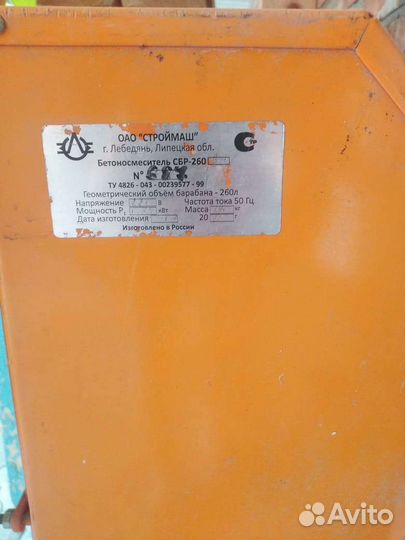 ОАО "СТРОЙМАШ"
г. Лебедянь, Липецкая обл.
Бетоносмеситель СБР-260
№ 687
ТУ 4826 - 043 - 00239577 - 99
Геометрический объём барабана - 260л
Напряжение В Частота тока 50 Гц
Мощность Р, кВт Масса кг
Дата изготовления 20 г
Изготовлено в России
Avito